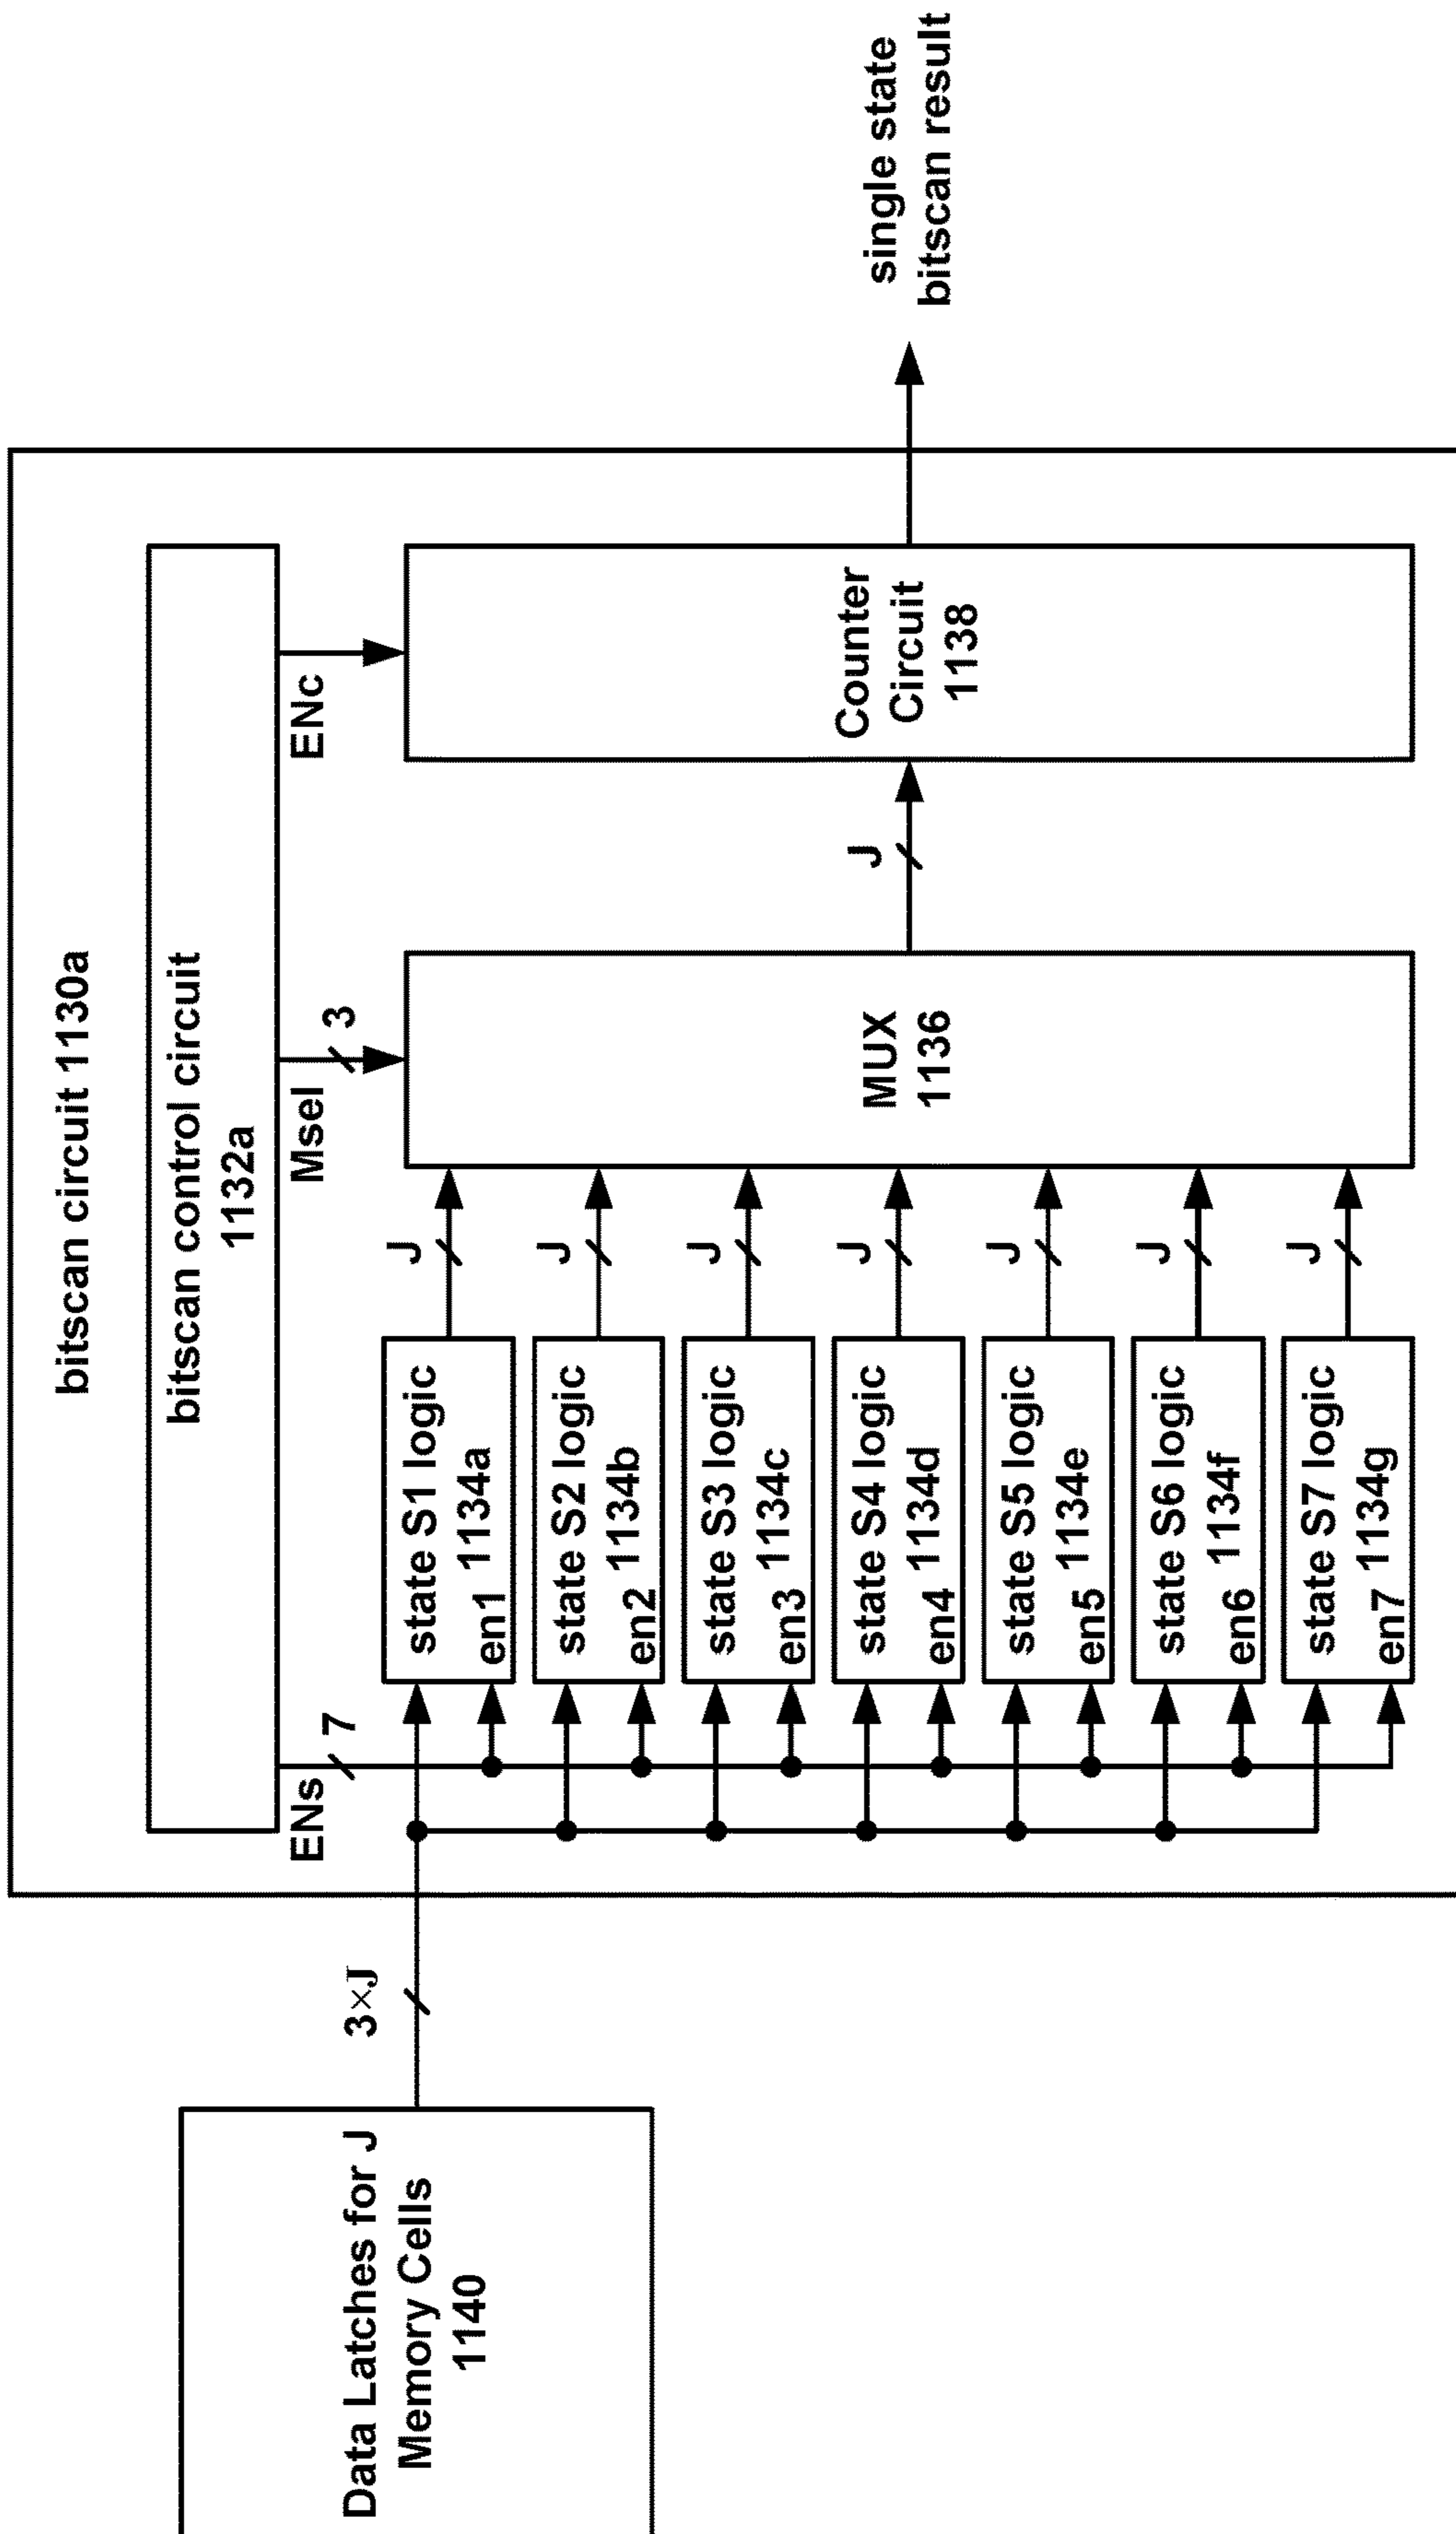 bitscan circuit 1130a
bitscan control circuit
1132a
Data Latches for J
Memory Cells
1140
3×J
ENs
7
Msel
3
ENc
state S1 logic
en1 1134a
J
state S2 logic
en2 1134b
J
state S3 logic
en3 1134c
J
state S4 logic
en4 1134d
J
state S5 logic
en5 1134e
J
state S6 logic
en6 1134f
J
state S7 logic
en7 1134g
J
MUX
1136
J
Counter
Circuit
1138
single state
bitscan result